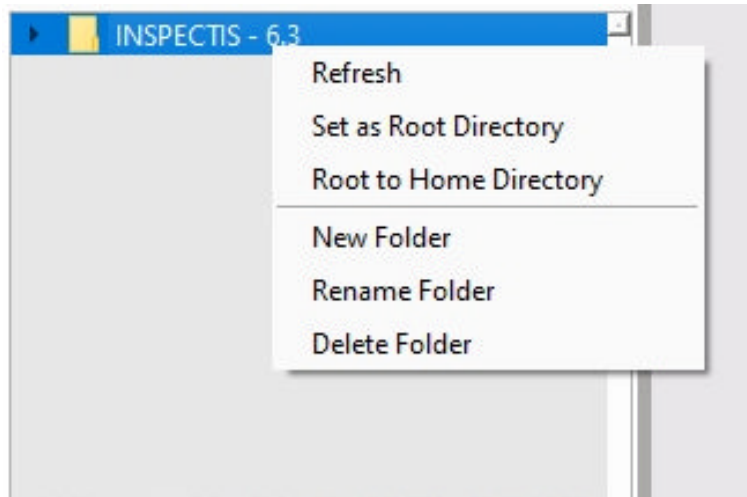 INSPECTIS - 6.3
Refresh
Set as Root Directory
Root to Home Directory
New Folder
Rename Folder
Delete Folder